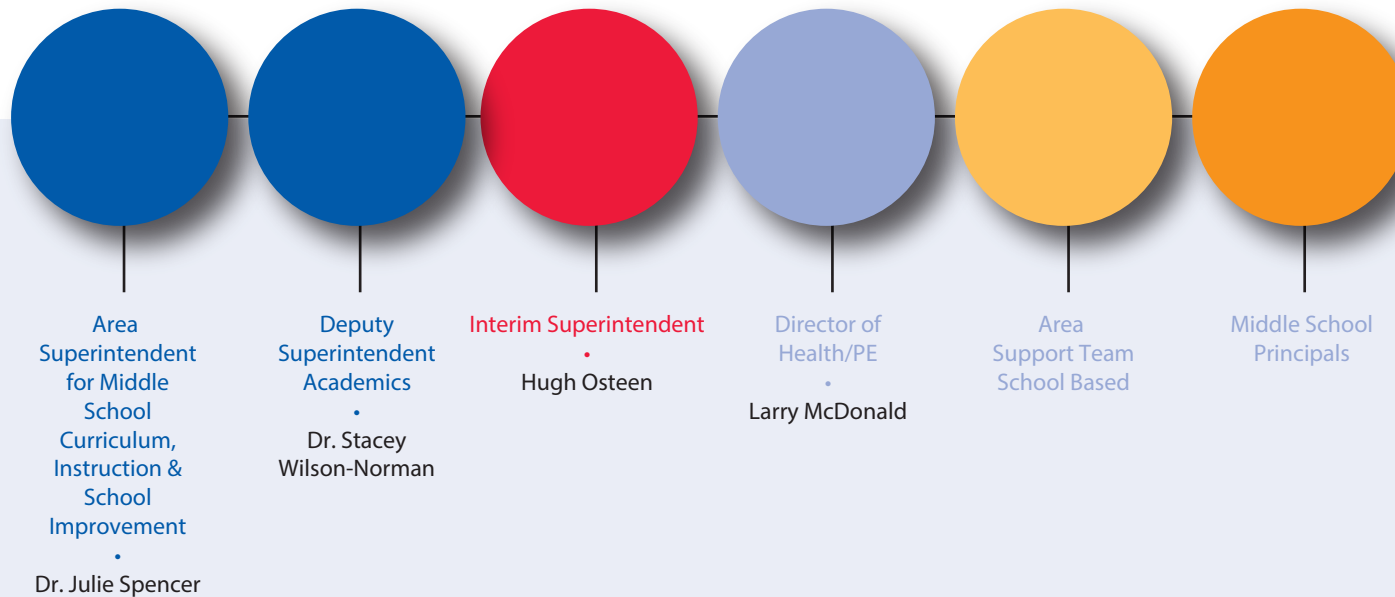 Area
Superintendent
for Middle
School
Curriculum,
Instruction &
School
Improvement
•
Dr. Julie Spencer
Deputy
Superintendent
Academics
•
Dr. Stacey
Wilson-Norman
Interim Superintendent
•
Hugh Osteen
Director of
Health/PE
•
Larry McDonald
Area
Support Team
School Based
Middle School
Principals